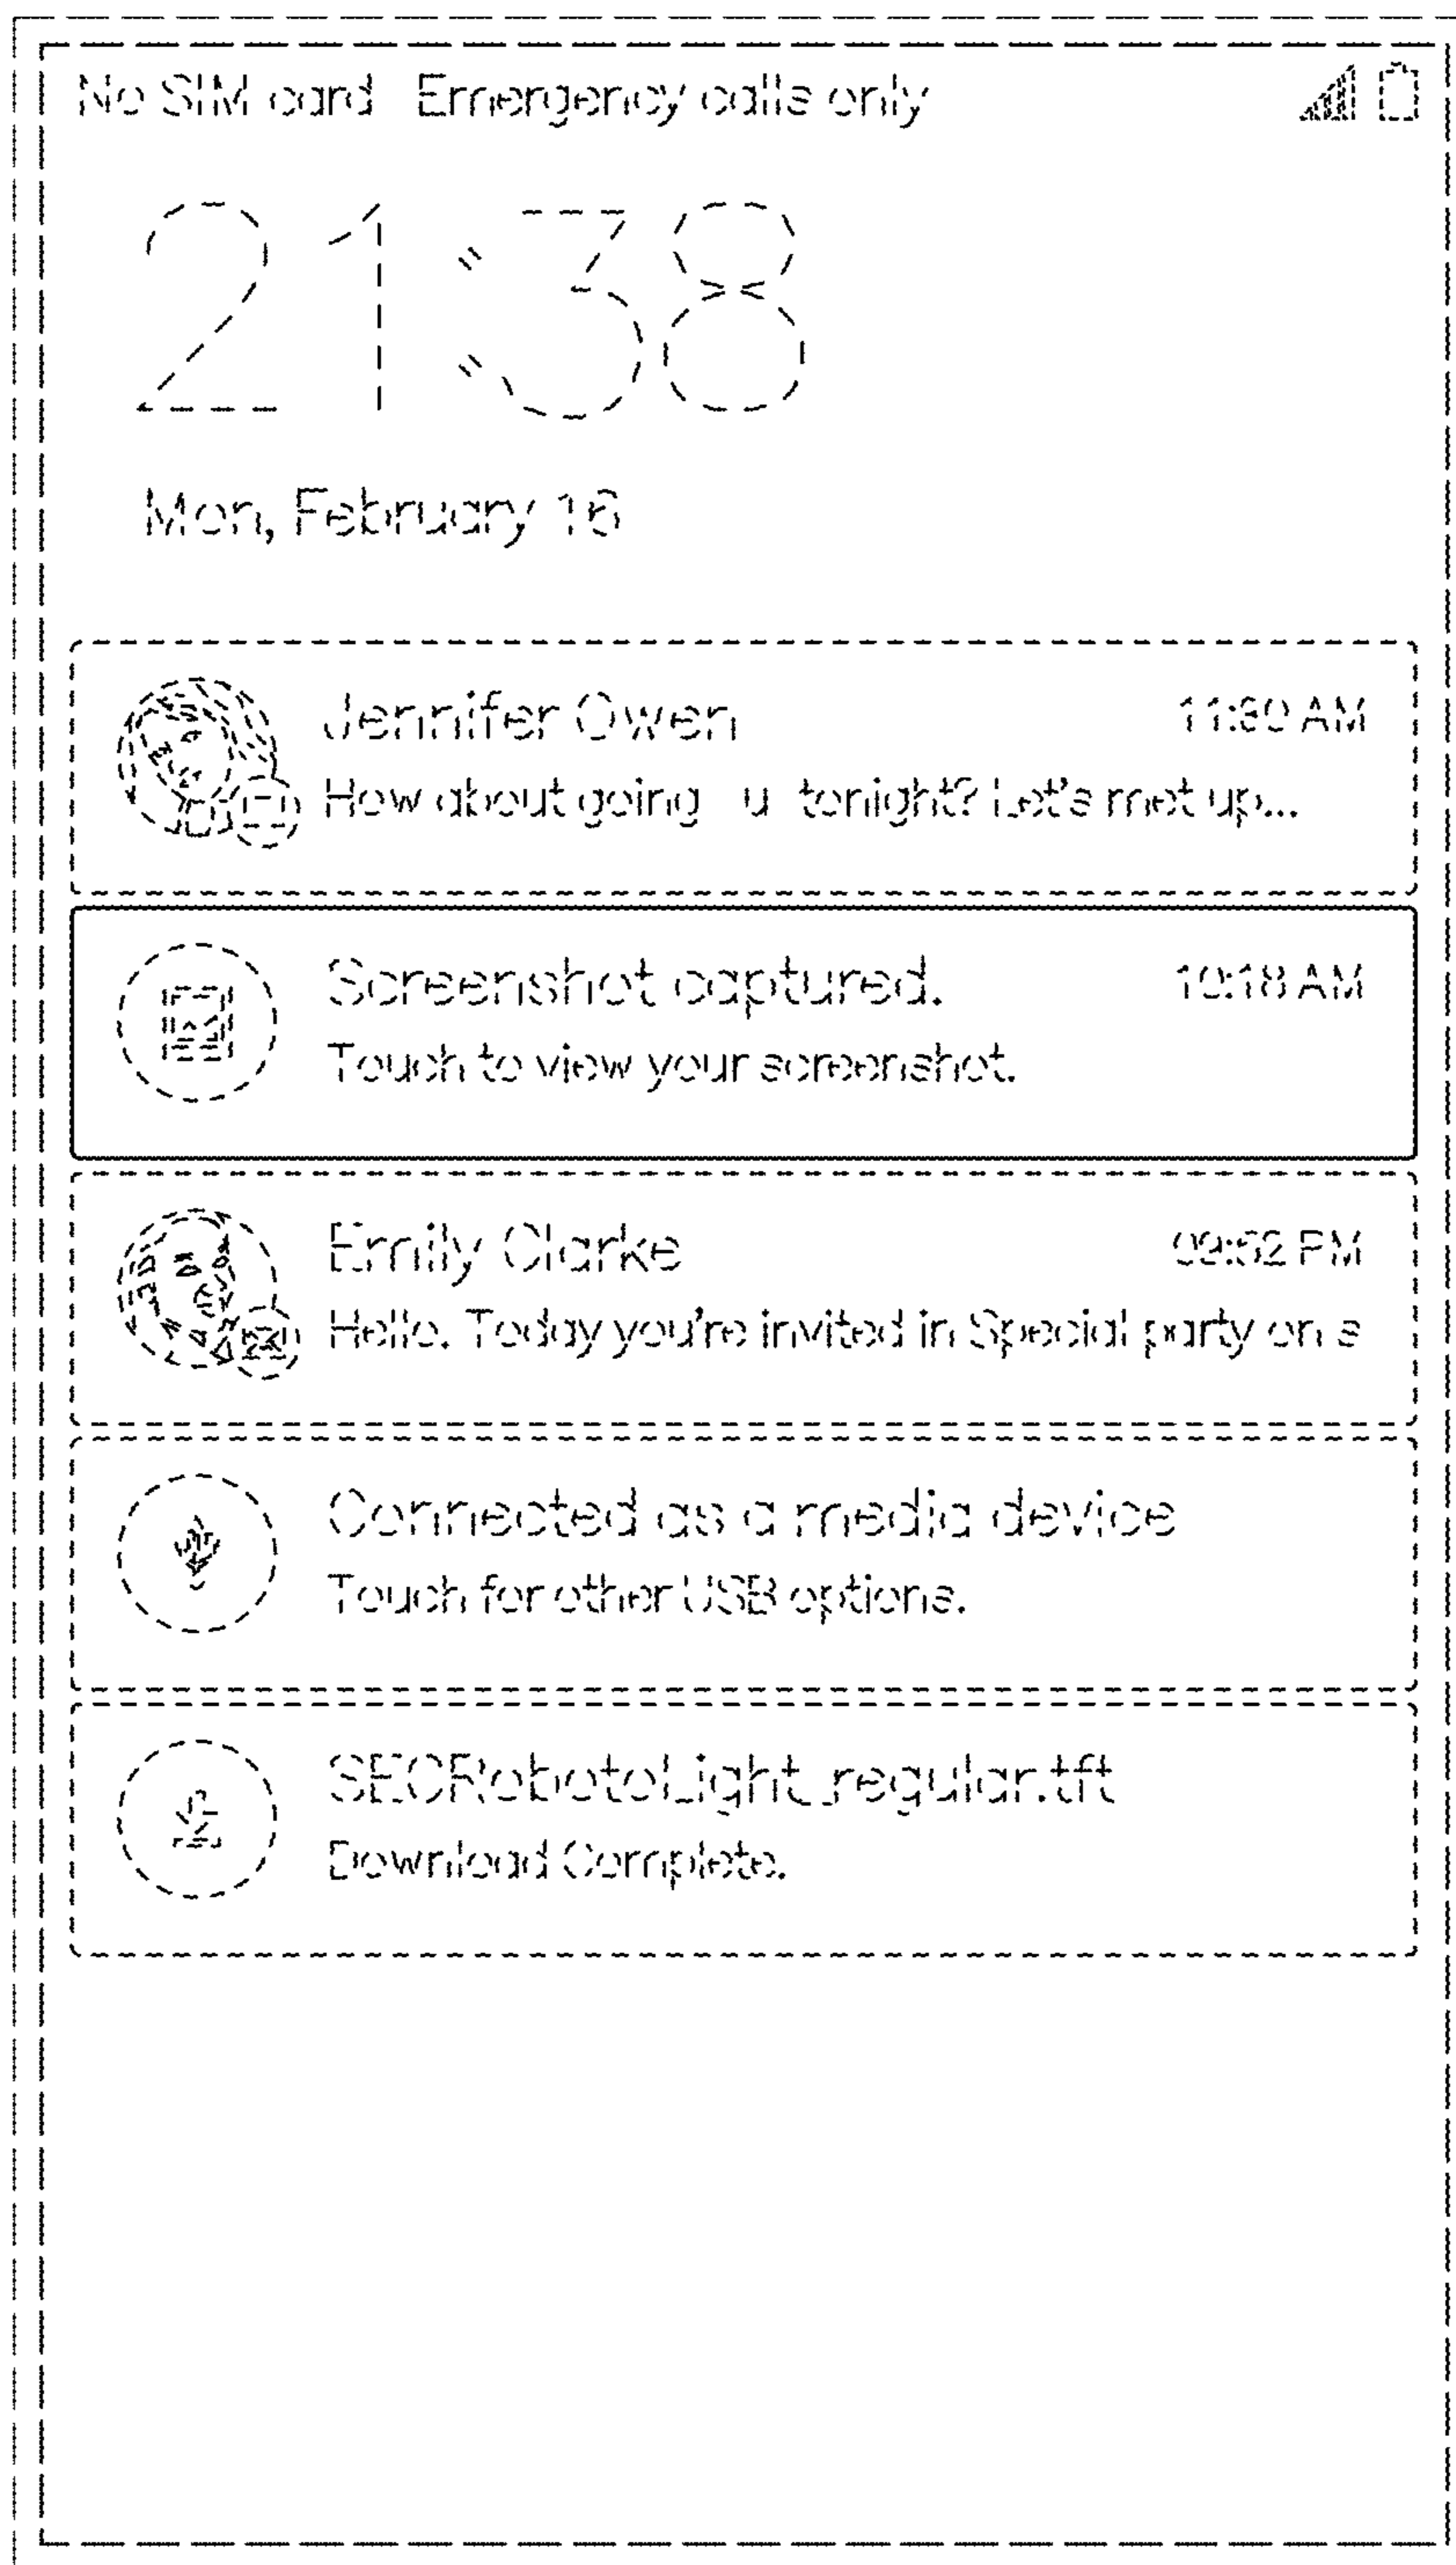 No SIM card Emergency calls only
21:38
Mon, February 16
Jennifer Owen 11:30 AM
How about going u tonight? Let's met up...
Screenshot captured. 10:18 AM
Touch to view your screenshot.
Emily Clarke 09:52 PM
Hello. Today you're invited in Special party on s
Connected as a media device
Touch for other USB options.
SECRobotoLight_regular.tft
Download Complete.